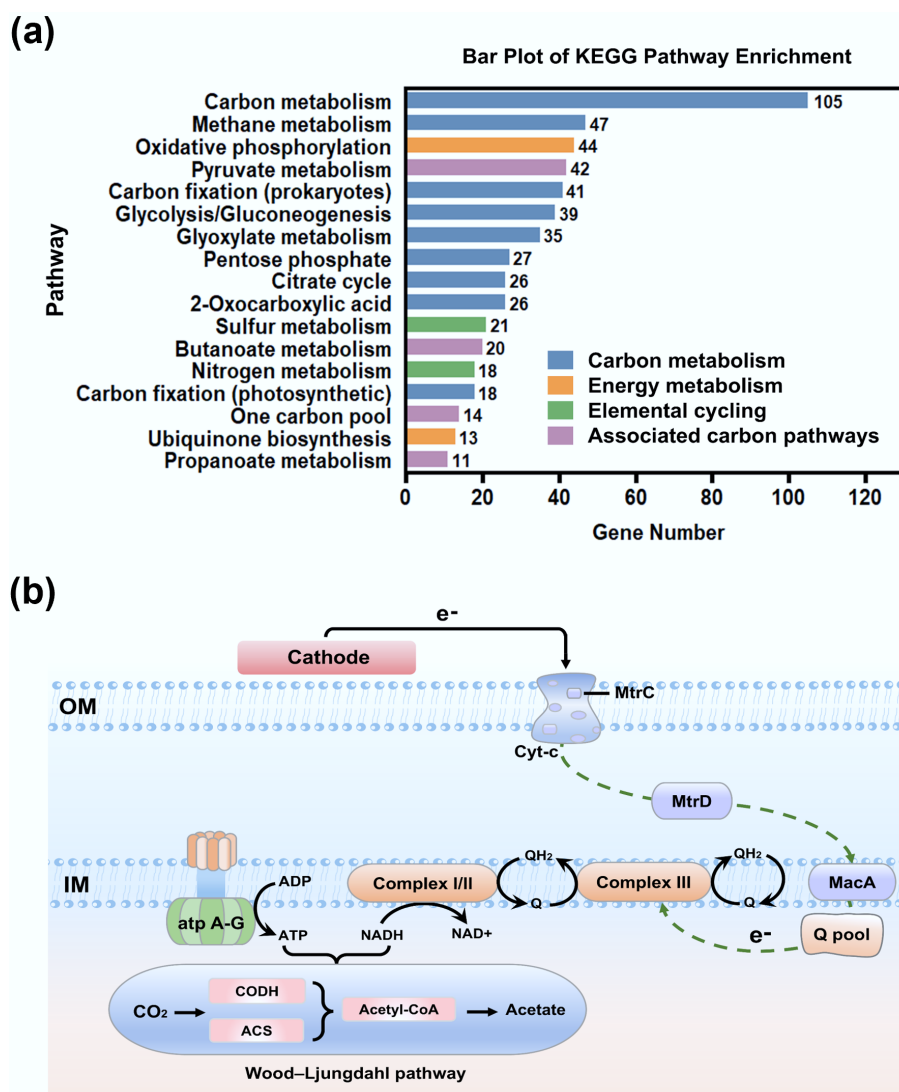 (a)
Bar Plot of KEGG Pathway Enrichment
Pathway
Carbon metabolism 105
Methane metabolism 47
Oxidative phosphorylation 44
Pyruvate metabolism 42
Carbon fixation (prokaryotes) 41
Glycolysis/Gluconeogenesis 39
Glyoxylate metabolism 35
Pentose phosphate 27
Citrate cycle 26
2-Oxocarboxylic acid 26
Sulfur metabolism 21
Butanoate metabolism 20
Nitrogen metabolism 18
Carbon fixation (photosynthetic) 18
One carbon pool 14
Ubiquinone biosynthesis 13
Propanoate metabolism 11
Carbon metabolism
Energy metabolism
Elemental cycling
Associated carbon pathways
0 20 40 60 80 100 120
Gene Number
(b)
e-
Cathode
OM
MtrC
Cyt-c
MtrD
IM
ADP
atp A-G
ATP
Complex I/II
NADH
NAD+
QH₂
Q
Complex III
QH₂
Q
MacA
e-
Q pool
CO₂
CODH
ACS
Acetyl-CoA
Acetate
Wood–Ljungdahl pathway